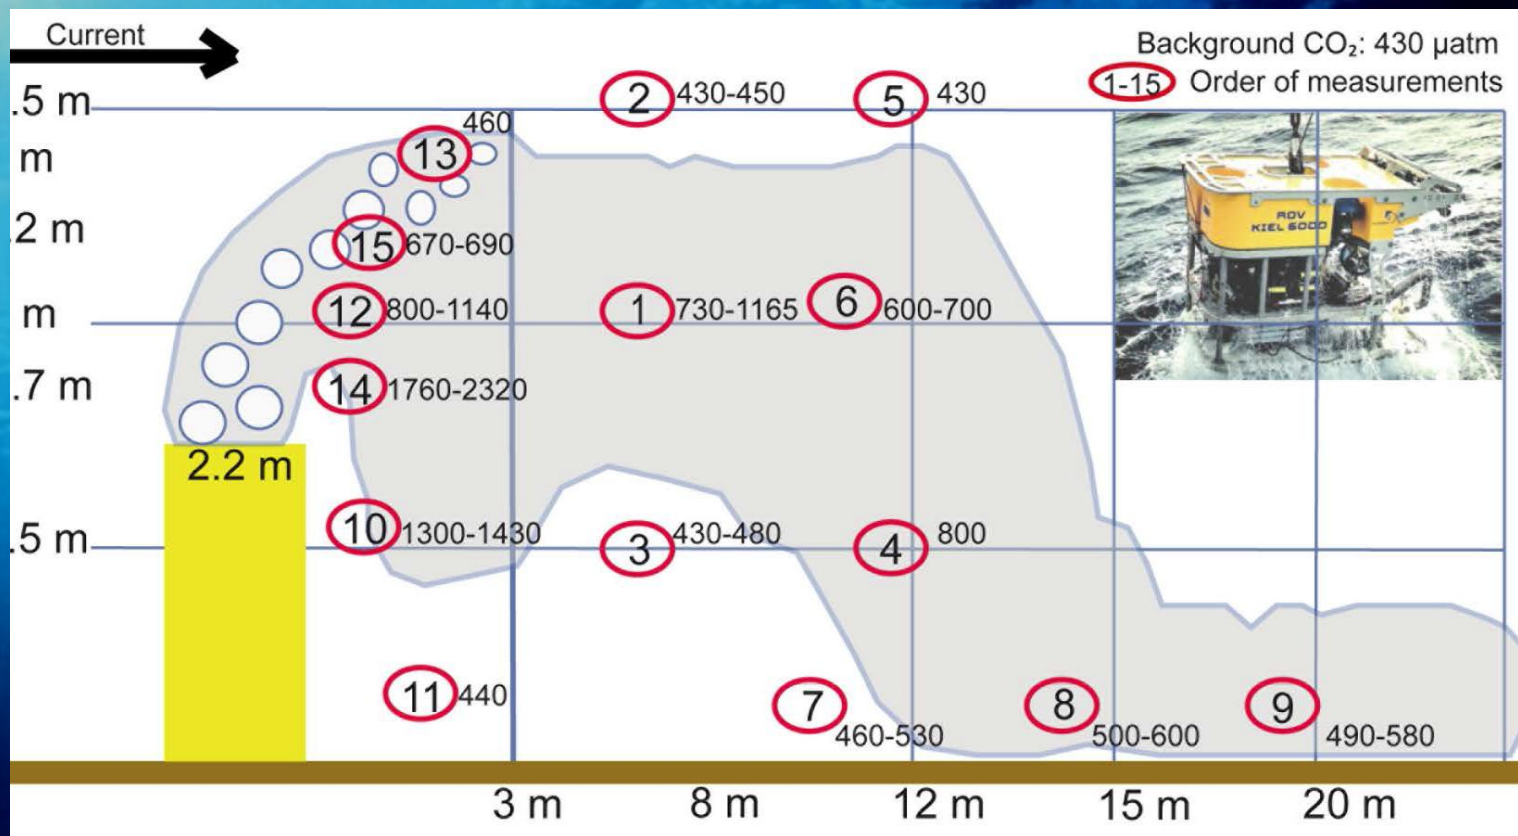 Current
Background CO₂: 430 µatm
1-15 Order of measurements
.5 m
2 430-450
5 430
460
13
m
.2 m
15 670-690
ROV
KIEL 6000
m
12 800-1140
1 730-1165
6 600-700
.7 m
14 1760-2320
2.2 m
.5 m
10 1300-1430
3 430-480
4 800
11 440
7 460-530
8 500-600
9 490-580
3 m 8 m 12 m 15 m 20 m